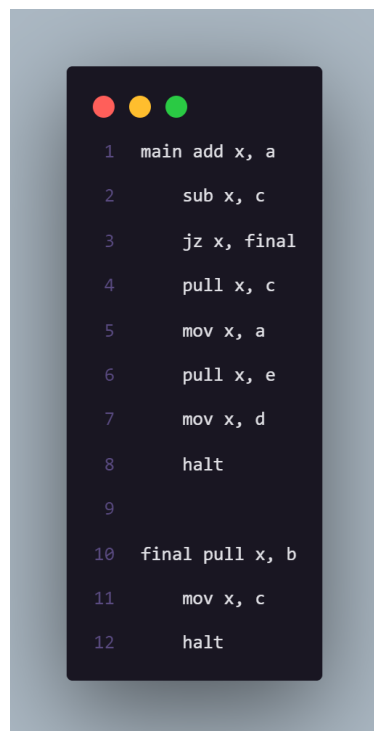 1 main add x, a
2 sub x, c
3 jz x, final
4 pull x, c
5 mov x, a
6 pull x, e
7 mov x, d
8 halt
9
10 final pull x, b
11 mov x, c
12 halt